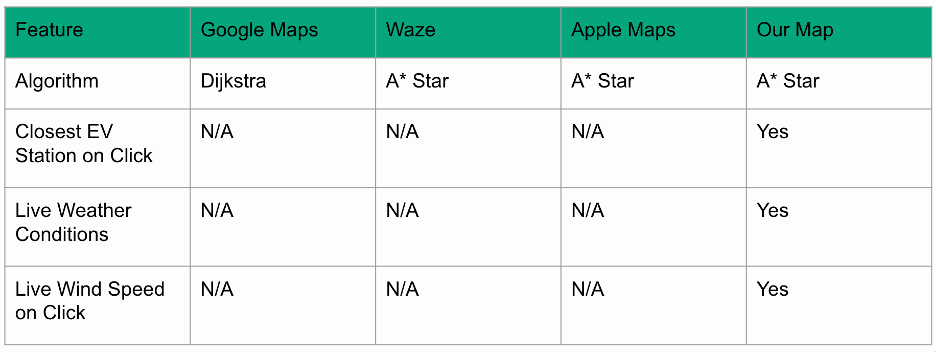 Feature Google Maps Waze Apple Maps Our Map
Algorithm Dijkstra A* Star A* Star A* Star
Closest EV
Station on Click N/A N/A N/A Yes
Live Weather
Conditions N/A N/A N/A Yes
Live Wind Speed
on Click N/A N/A N/A Yes